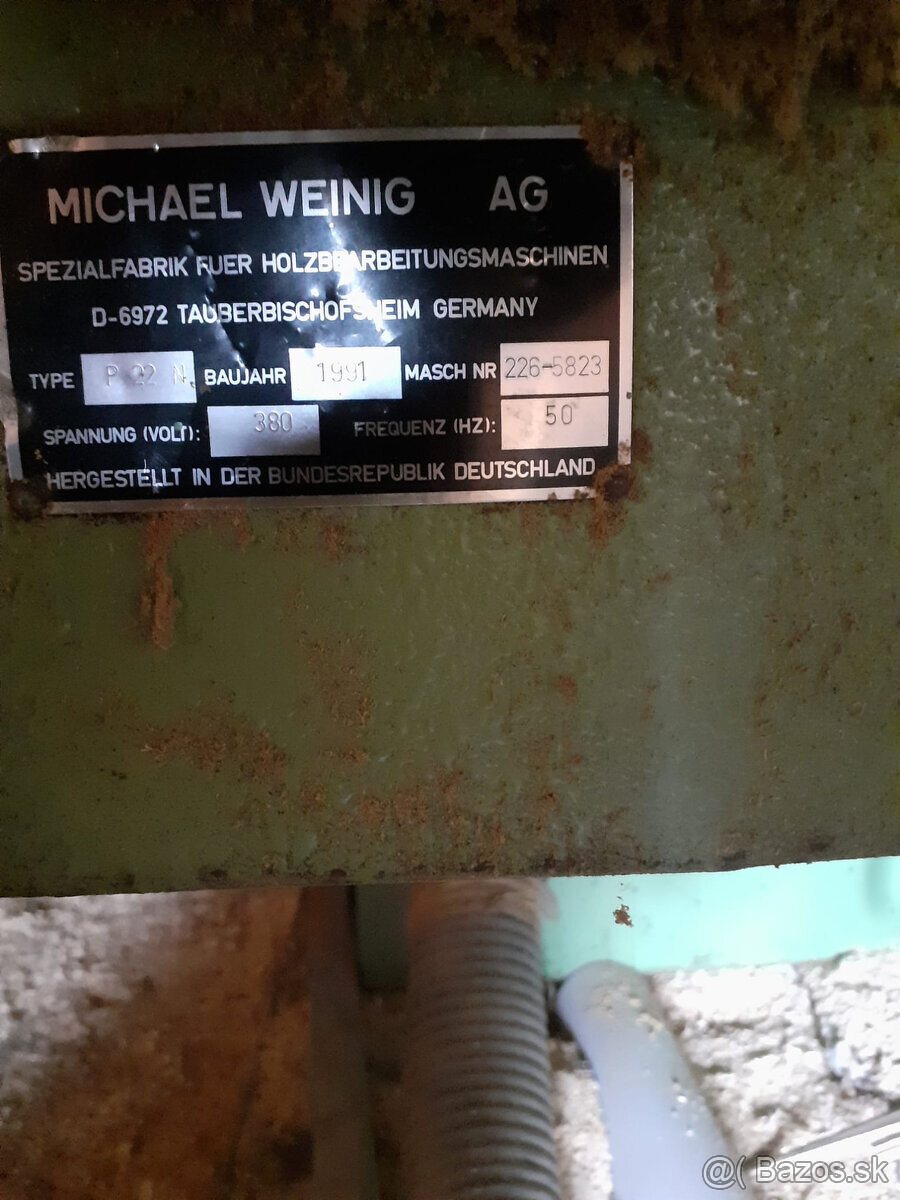 MICHAEL WEINIG AG
SPEZIALFABRIK FUER HOLZBEARBEITUNGSMASCHINEN
D-6972 TAUBERBISCHOFSHEIM GERMANY
TYPE P 22 N BAUJAHR 1991 MASCH NR 226-5823
SPANNUNG (VOLT): 380 FREQUENZ (HZ): 50
HERGESTELLT IN DER BUNDESREPUBLIK DEUTSCHLAND
@( Bazos.sk